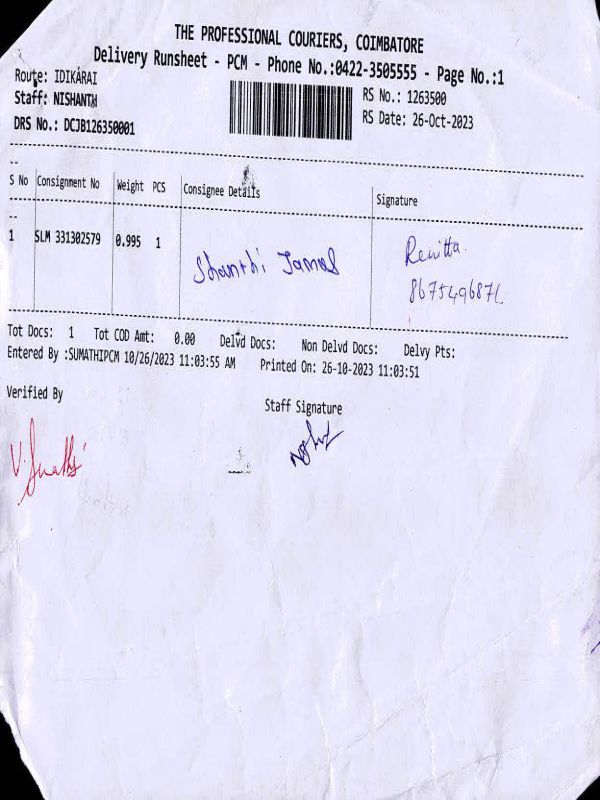 THE PROFESSIONAL COURIERS, COIMBATORE
Delivery Runsheet - PCM - Phone No.:0422-3505555 - Page No.:1
Route: IDIKARAI
RS No.: 1263500
Staff: NISHANTH
RS Date: 26-Oct-2023
DRS No.: DCJB126350001
--
S No Consignment No Weight PCS Consignee Details Signature
--
1 SLM 331302579 0.995 1 Shanthi James Renitta
Tot Docs: 1 Tot COD Amt: 0.00 Delvd Docs: Non Delvd Docs: Delvy Pts:
Entered By :SUMATHIPCM 10/26/2023 11:03:55 AM Printed On: 26-10-2023 11:03:51
Verified By
Staff Signature